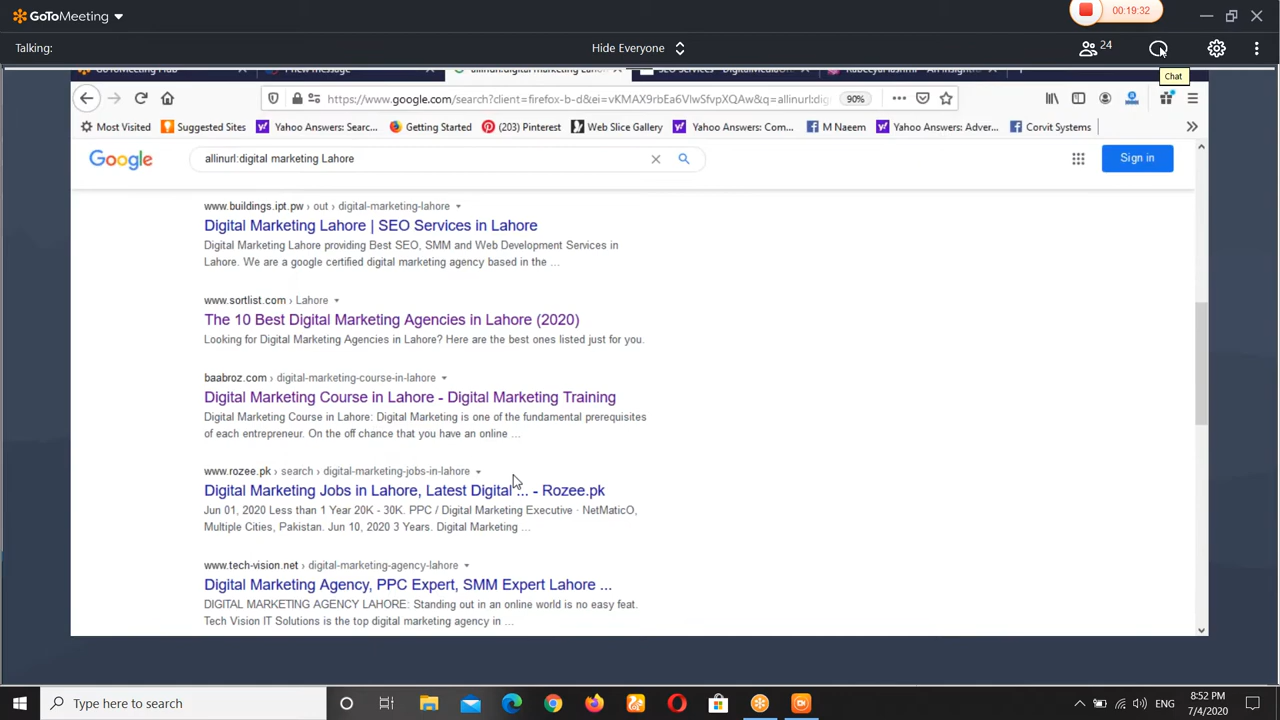 GoToMeeting
00:19:32
Talking:
Hide Everyone
24
Chat
https://www.google.com/search?client=firefox-b-d&ei=vKMAX9rbEa6VlwSfvpXQAw&q=allinurl:dig
90%
Most Visited
Suggested Sites
Yahoo Answers: Searc...
Getting Started
(203) Pinterest
Web Slice Gallery
Yahoo Answers: Com...
M Naeem
Yahoo Answers: Adver...
Corvit Systems
Google
allinurl:digital marketing Lahore
Sign in
www.buildings.ipt.pw › out › digital-marketing-lahore
Digital Marketing Lahore | SEO Services in Lahore
Digital Marketing Lahore providing Best SEO, SMM and Web Development Services in
Lahore. We are a google certified digital marketing agency based in the ...
www.sortlist.com › Lahore
The 10 Best Digital Marketing Agencies in Lahore (2020)
Looking for Digital Marketing Agencies in Lahore? Here are the best ones listed just for you.
baabroz.com › digital-marketing-course-in-lahore
Digital Marketing Course in Lahore - Digital Marketing Training
Digital Marketing Course in Lahore: Digital Marketing is one of the fundamental prerequisites
of each entrepreneur. On the off chance that you have an online ...
www.rozee.pk › search › digital-marketing-jobs-in-lahore
Digital Marketing Jobs in Lahore, Latest Digital ... - Rozee.pk
Jun 01, 2020 Less than 1 Year 20K - 30K. PPC / Digital Marketing Executive · NetMaticO,
Multiple Cities, Pakistan. Jun 10, 2020 3 Years. Digital Marketing ...
www.tech-vision.net › digital-marketing-agency-lahore
Digital Marketing Agency, PPC Expert, SMM Expert Lahore ...
DIGITAL MARKETING AGENCY LAHORE: Standing out in an online world is no easy feat.
Tech Vision IT Solutions is the top digital marketing agency in ...
Type here to search
ENG
8:52 PM
7/4/2020